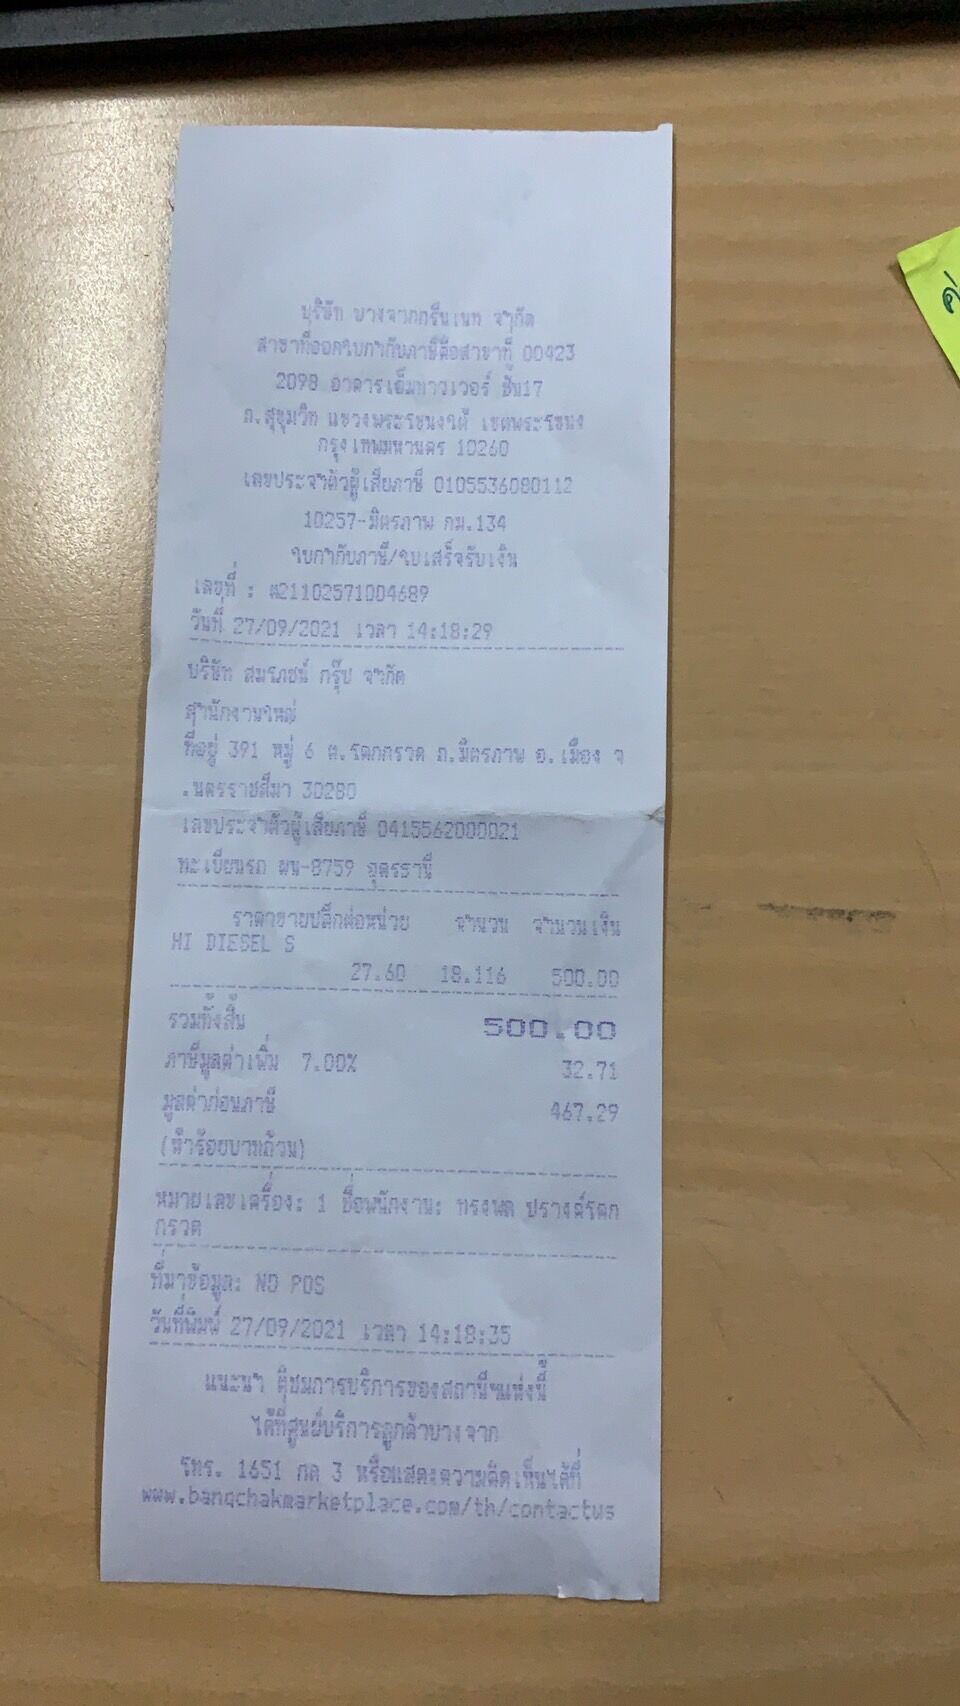 บริษัท บางจากกรีนเนท จำกัด
สาขาที่ออกใบกำกับภาษีคือสาขาที่ 00423
2098 อาคารเอ็มทาวเวอร์ ชั้น17
ถ.สุขุมวิท แขวงพระโขนงใต้ เขตพระโขนง
กรุงเทพมหานคร 10260
เลขประจำตัวผู้เสียภาษี 0105536080112
10257-มิตรภาพ กม.134
ใบกำกับภาษี/ใบเสร็จรับเงิน
เลขที่ : #21102571004689
วันที่ 27/09/2021 เวลา 14:18:29
บริษัท สมโภชน์ กรุ๊ป จำกัด
สำนักงานใหญ่
ที่อยู่ 391 หมู่ 6 ต.โคกกรวด ถ.มิตรภาพ อ.เมือง จ
.นครราชสีมา 30280
เลขประจำตัวผู้เสียภาษี 0415562000021
ทะเบียนรถ ผน-8759 อุดรธานี
ราคาขายปลีกต่อหน่วย จำนวน จำนวนเงิน
HI DIESEL S
27.60 18.116 500.00
รวมทั้งสิ้น 500.00
ภาษีมูลค่าเพิ่ม 7.00% 32.71
มูลค่าก่อนภาษี 467.29
(ห้าร้อยบาทถ้วน)
หมายเลขเครื่อง: 1 ชื่อพนักงาน: ทรงพล ปรางค์โคก
กรวด
ที่มาข้อมูล: NO POS
วันที่พิมพ์ 27/09/2021 เวลา 14:18:35
แนะนำ ติชมการบริการของสถานีฯแห่งนี้
ได้ที่ศูนย์บริการลูกค้าบางจาก
โทร. 1651 กด 3 หรือแสดงความคิดเห็นได้ที่
www.bangchakmarketplace.com/th/contactus